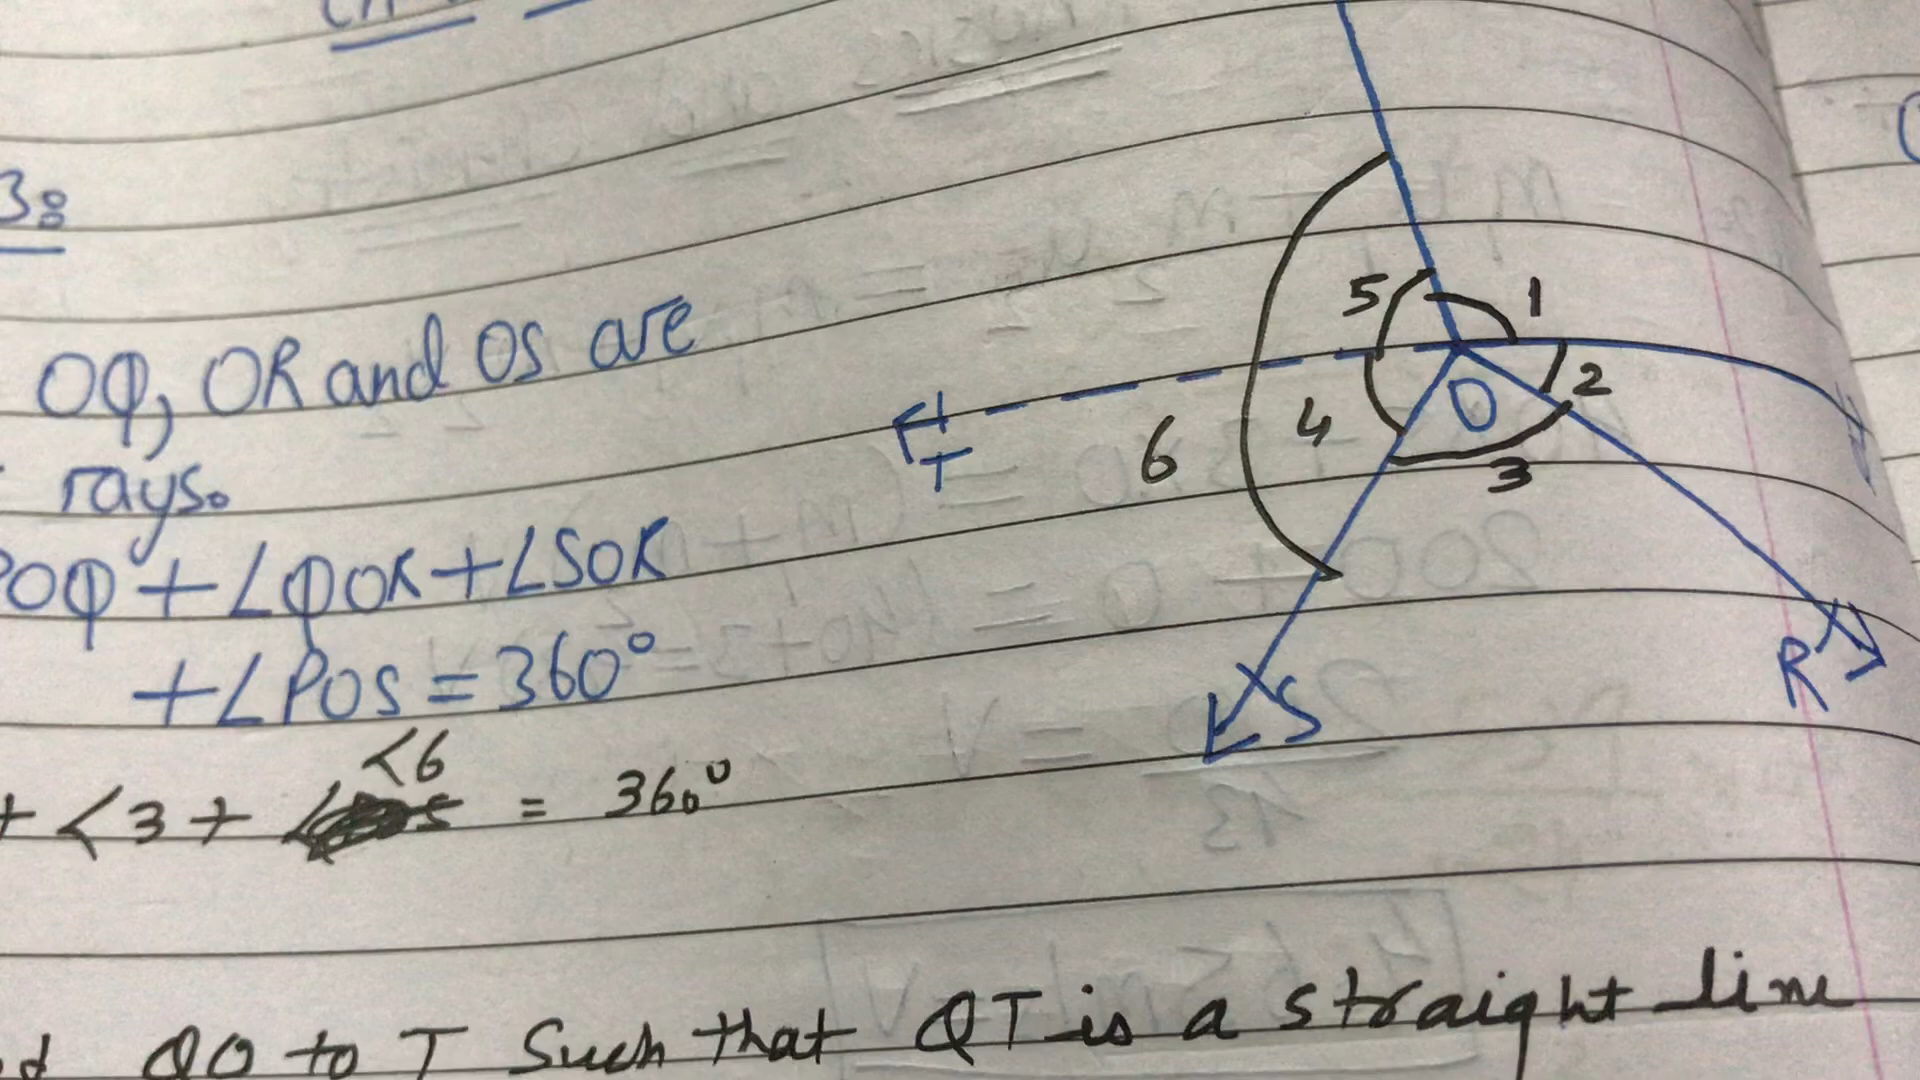 3:
OQ, OR and OS are
rays.
POQ + ∠QOR + ∠SOR
+ ∠POS = 360°
<6
+ <3 + = 360°
QO to T Such that QT is a straight line
5
1
2
O
4
3
6
T
R
S